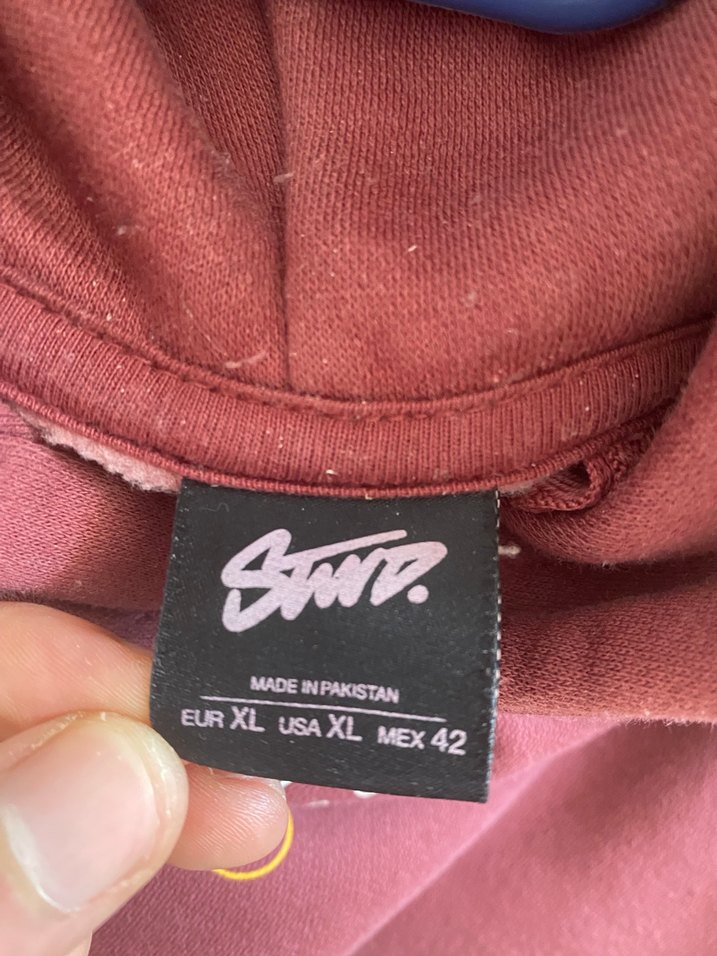 STWD.
MADE IN PAKISTAN
EUR XL USA XL MEX 42